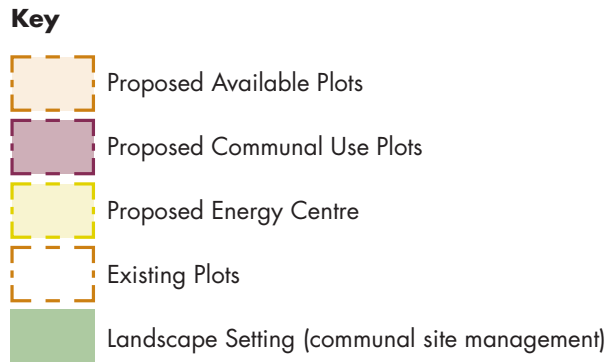 Key
Proposed Available Plots
Proposed Communal Use Plots
Proposed Energy Centre
Existing Plots
Landscape Setting (communal site management)